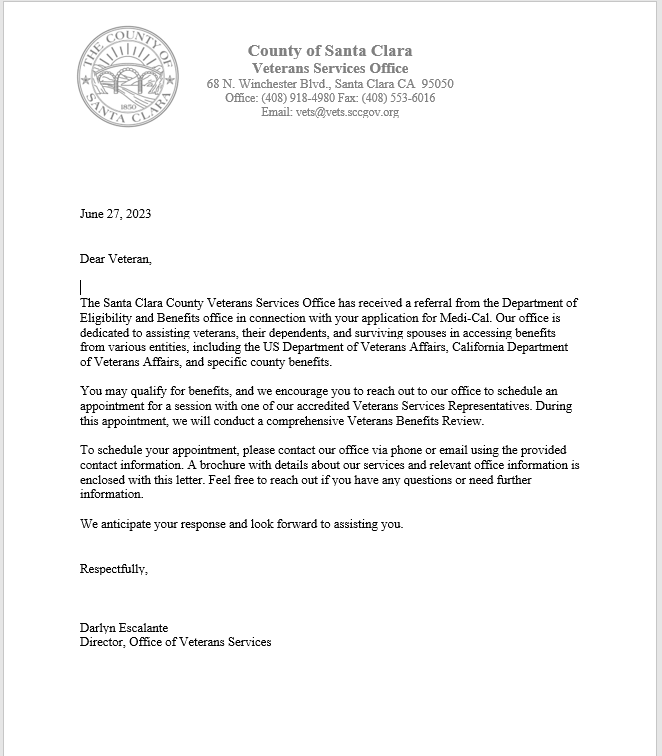 THE COUNTY OF
SANTA CLARA
1850
County of Santa Clara
Veterans Services Office
68 N. Winchester Blvd., Santa Clara CA  95050
Office: (408) 918-4980 Fax: (408) 553-6016
Email: vets@vets.sccgov.org
June 27, 2023
Dear Veteran,
The Santa Clara County Veterans Services Office has received a referral from the Department of
Eligibility and Benefits office in connection with your application for Medi-Cal. Our office is
dedicated to assisting veterans, their dependents, and surviving spouses in accessing benefits
from various entities, including the US Department of Veterans Affairs, California Department
of Veterans Affairs, and specific county benefits.
You may qualify for benefits, and we encourage you to reach out to our office to schedule an
appointment for a session with one of our accredited Veterans Services Representatives. During
this appointment, we will conduct a comprehensive Veterans Benefits Review.
To schedule your appointment, please contact our office via phone or email using the provided
contact information. A brochure with details about our services and relevant office information is
enclosed with this letter. Feel free to reach out if you have any questions or need further
information.
We anticipate your response and look forward to assisting you.
Respectfully,
Darlyn Escalante
Director, Office of Veterans Services